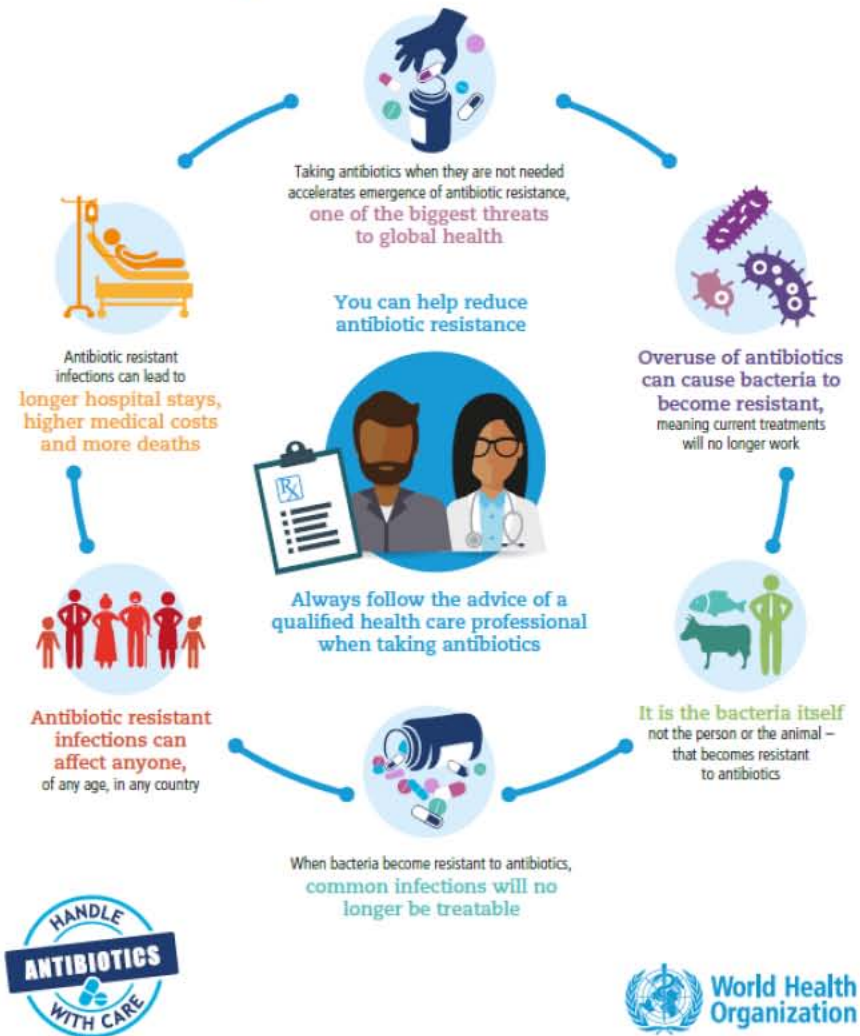 Taking antibiotics when they are not needed
accelerates emergence of antibiotic resistance,
one of the biggest threats
to global health
You can help reduce
antibiotic resistance
Overuse of antibiotics
can cause bacteria to
become resistant,
meaning current treatments
will no longer work
Antibiotic resistant
infections can lead to
longer hospital stays,
higher medical costs
and more deaths
Rx
Always follow the advice of a
qualified health care professional
when taking antibiotics
It is the bacteria itself
not the person or the animal –
that becomes resistant
to antibiotics
Antibiotic resistant
infections can
affect anyone,
of any age, in any country
When bacteria become resistant to antibiotics,
common infections will no
longer be treatable
HANDLE
ANTIBIOTICS
WITH CARE
World Health
Organization